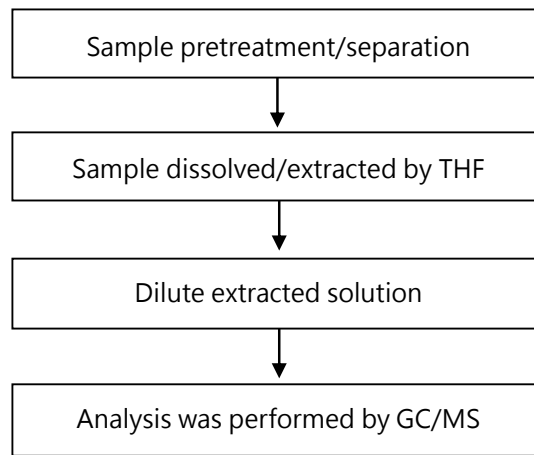 Sample pretreatment/separation
Sample dissolved/extracted by THF
Dilute extracted solution
Analysis was performed by GC/MS